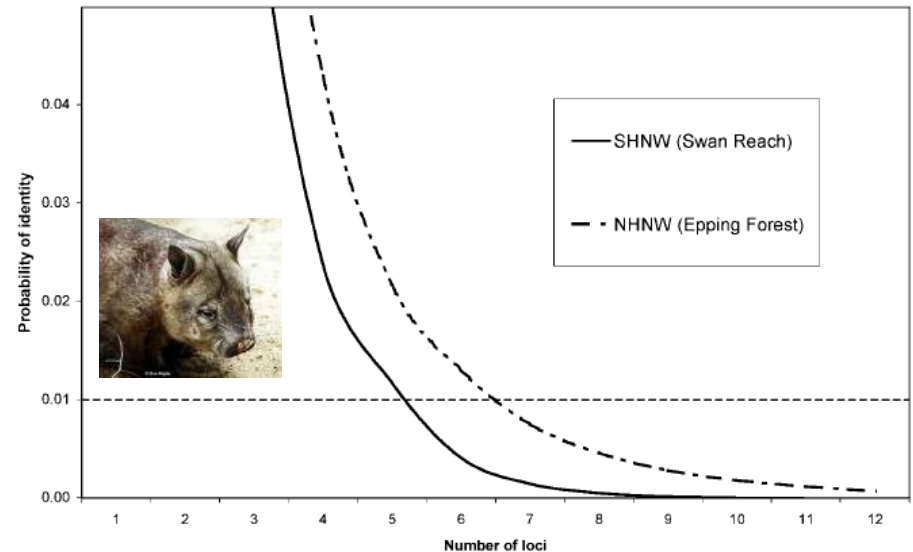 Probability of identity
0.04
0.03
0.02
0.01
0.00
SHNW (Swan Reach)
NHNW (Epping Forest)
1 2 3 4 5 6 7 8 9 10 11 12
Number of loci